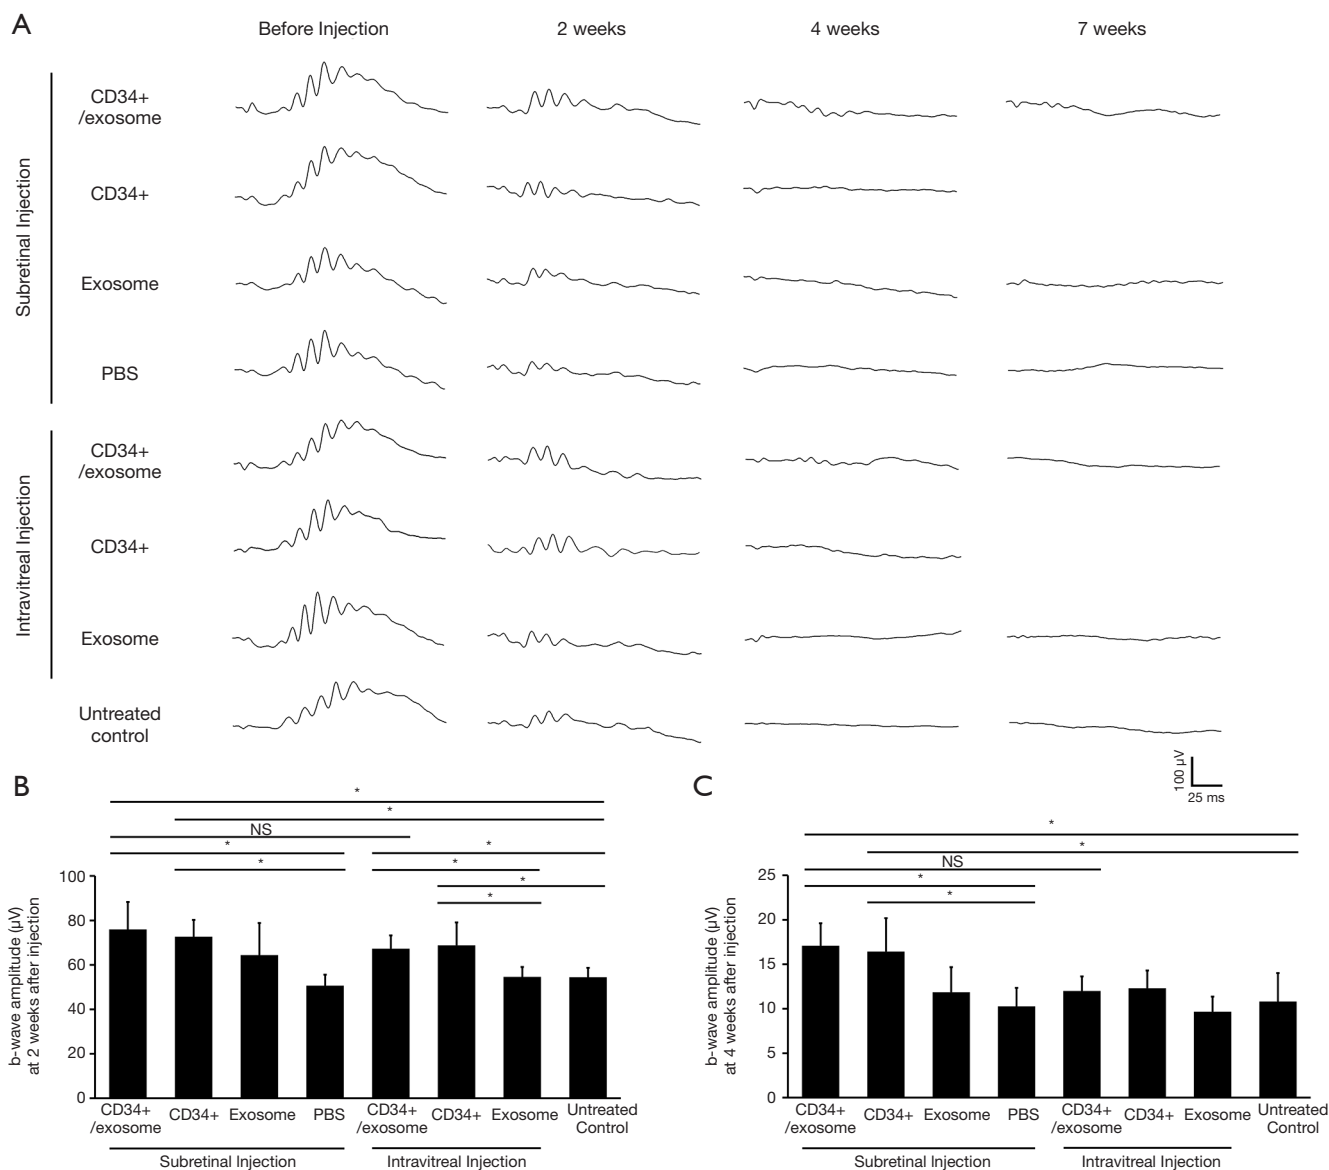 A
Before Injection 2 weeks 4 weeks 7 weeks
Subretinal Injection
CD34+
/exosome
CD34+
Exosome
PBS
Intravitreal Injection
CD34+
/exosome
CD34+
Exosome
Untreated
control
100 µV
25 ms
B
*
*
NS
*
*
*
*
*
*
b-wave amplitude (µV)
at 2 weeks after injection
100
80
60
40
20
0
CD34+
/exosome
CD34+
Exosome
PBS
CD34+
/exosome
CD34+
Exosome
Untreated
Control
Subretinal Injection
Intravitreal Injection
C
*
*
NS
*
*
b-wave amplitude (µV)
at 4 weeks after injection
25
20
15
10
5
0
CD34+
/exosome
CD34+
Exosome
PBS
CD34+
/exosome
CD34+
Exosome
Untreated
Control
Subretinal Injection
Intravitreal Injection